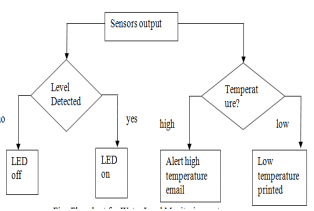 Sensors output
Level
Detected
Temperat
ure?
yes
high
low
LED
off
LED
on
Alert high
temperature
email
Low
temperature
printed